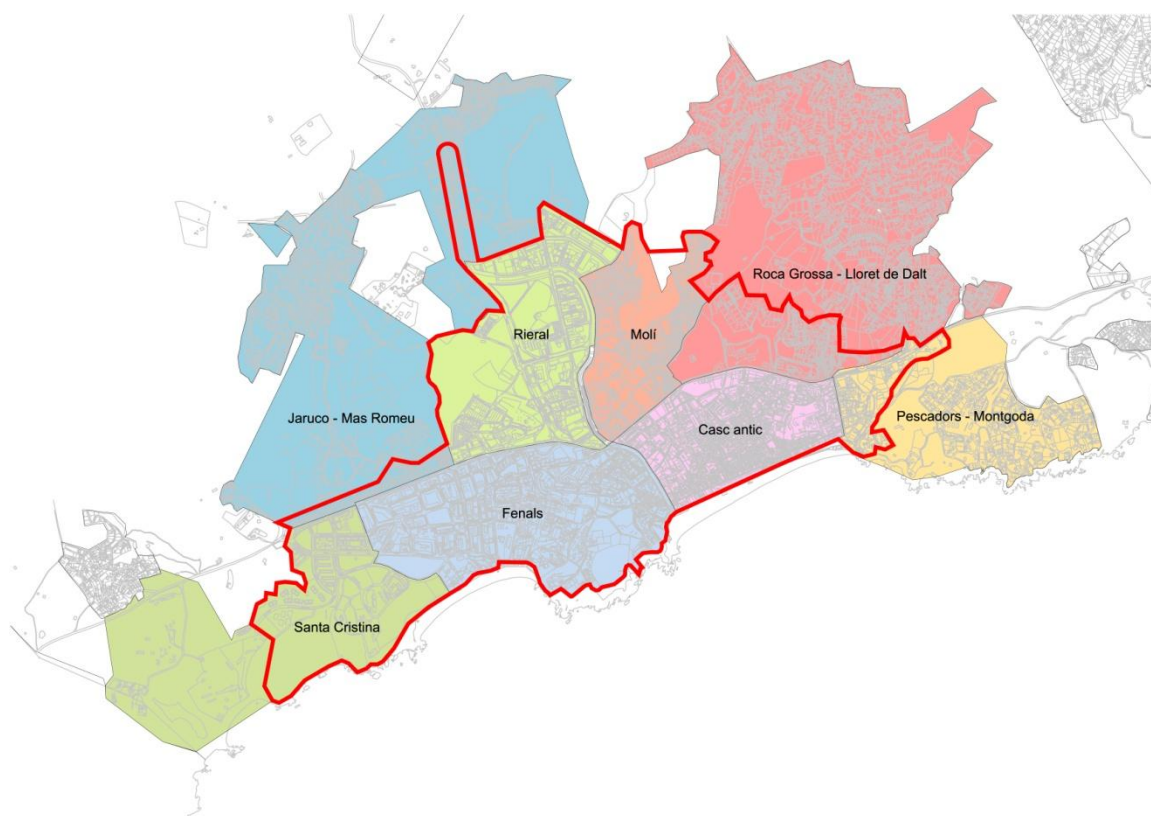 Roca Grossa - Lloret de Dalt
Rieral
Molí
Jaruco - Mas Romeu
Pescadors - Montgoda
Casc antic
Fenals
Santa Cristina